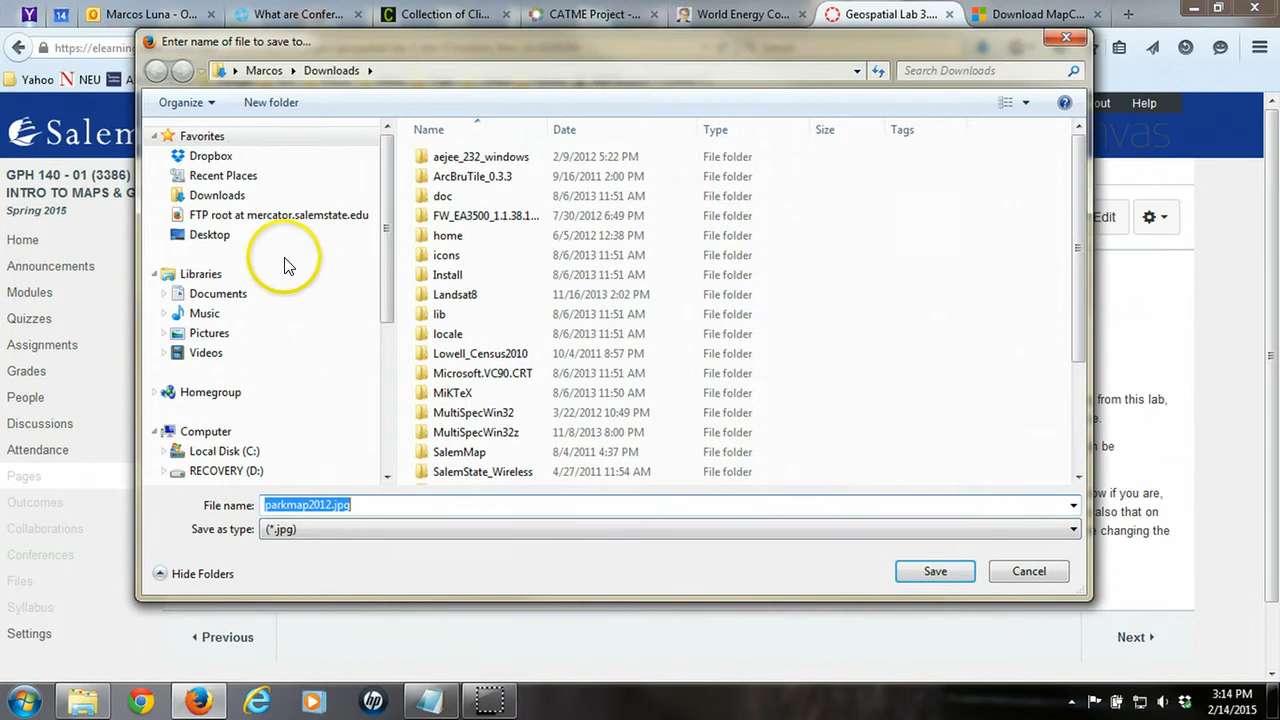 Marcos Luna - O...
What are Confer...
Collection of Cli...
CATME Project -...
World Energy Co...
Geospatial Lab 3....
Download MapC...
Enter name of file to save to...
https://elearning
Marcos
Downloads
Search Downloads
Yahoo
NEU
Organize
New folder
Salem
out
Help
nvas
GPH 140 - 01 (3386)
INTRO TO MAPS & G
Spring 2015
Home
Announcements
Modules
Quizzes
Assignments
Grades
People
Discussions
Attendance
Pages
Outcomes
Collaborations
Conferences
Files
Syllabus
Settings
Favorites
Dropbox
Recent Places
Downloads
FTP root at mercator.salemstate.edu
Desktop
Libraries
Documents
Music
Pictures
Videos
Homegroup
Computer
Local Disk (C:)
RECOVERY (D:)
Name Date Type Size Tags
aejee_232_windows 2/9/2012 5:22 PM File folder
ArcBruTile_0.3.3 9/16/2011 2:00 PM File folder
doc 8/6/2013 11:51 AM File folder
FW_EA3500_1.1.38.1... 7/30/2012 6:49 PM File folder
home 6/5/2012 12:38 PM File folder
icons 8/6/2013 11:51 AM File folder
Install 8/6/2013 11:51 AM File folder
Landsat8 11/16/2013 2:02 PM File folder
lib 8/6/2013 11:51 AM File folder
locale 8/6/2013 11:51 AM File folder
Lowell_Census2010 10/4/2011 8:57 PM File folder
Microsoft.VC90.CRT 8/6/2013 11:51 AM File folder
MiKTeX 8/6/2013 11:50 AM File folder
MultiSpecWin32 3/22/2012 10:49 PM File folder
MultiSpecWin32z 11/8/2013 8:00 PM File folder
SalemMap 8/5/2011 4:37 PM File folder
SalemState_Wireless 4/27/2011 11:54 AM File folder
File name: parkmap2012.jpg
Save as type: (*.jpg)
Hide Folders
Save
Cancel
Edit
from this lab,
n be
ow if you are,
also that on
e changing the
Previous
Next
3:14 PM
2/14/2015